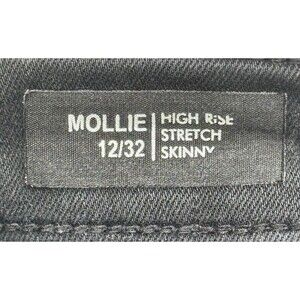 MOLLIE
12/32
HIGH RISE
STRETCH
SKINNY